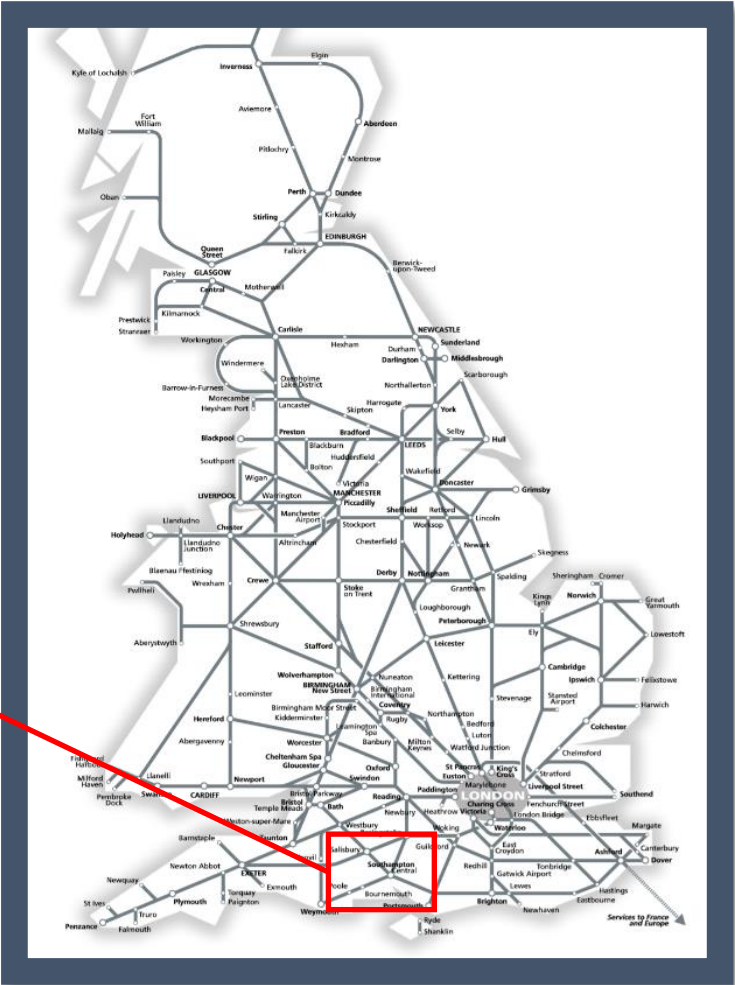 Elgin
Inverness
Kyle of Lochalsh
Aviemore
Fort
William
Aberdeen
Mallaig
Pitlochry
Montrose
Perth
Dundee
Oban
Kirkcaldy
Stirling
EDINBURGH
Queen
Street
Falkirk
Berwick-
upon-Tweed
Paisley
GLASGOW
Central
Motherwell
Kilmarnock
Prestwick
Stranraer
Carlisle
NEWCASTLE
Workington
Hexham
Sunderland
Durham
Darlington
Middlesbrough
Windermere
Scarborough
Oxenholme
Lake District
Barrow-in-Furness
Northallerton
Morecambe
Heysham Port
Lancaster
Harrogate
York
Skipton
Blackpool
Preston
Bradford
Selby
Hull
Blackburn
LEEDS
Huddersfield
Southport
Bolton
Wakefield
Wigan
Victoria
MANCHESTER
Piccadilly
Doncaster
LIVERPOOL
Warrington
Grimsby
Manchester
Airport
Sheffield
Retford
Lincoln
Llandudno
Chester
Stockport
Worksop
Holyhead
Llandudno
Junction
Altrincham
Chesterfield
Newark
Skegness
Blaenau Ffestiniog
Wrexham
Crewe
Stoke
on Trent
Derby
Nottingham
Grantham
Spalding
Sheringham
Cromer
Pwllheli
Kings
Lynn
Norwich
Great
Yarmouth
Loughborough
Shrewsbury
Peterborough
Ely
Lowestoft
Aberystwyth
Stafford
Leicester
Wolverhampton
Nuneaton
Kettering
Cambridge
BIRMINGHAM
New Street
Birmingham
International
Ipswich
Felixstowe
Leominster
Stevenage
Stansted
Airport
Birmingham Moor Street
Coventry
Harwich
Hereford
Kidderminster
Rugby
Northampton
Leamington
Spa
Bedford
Colchester
Abergavenny
Worcester
Banbury
Milton
Keynes
Luton
Watford Junction
Chelmsford
Cheltenham Spa
Gloucester
Oxford
St Pancras
Euston
King's
Cross
Stratford
Milford
Haven
Llanelli
Newport
Swindon
Marylebone
Liverpool Street
Pembroke
Dock
Swansea
CARDIFF
Bristol Parkway
Paddington
LONDON
Southend
Bristol
Temple Meads
Bath
Reading
Charing Cross
Fenchurch Street
Newbury
Heathrow
Victoria
London Bridge
Weston-super-Mare
Westbury
Woking
Waterloo
Ebbsfleet
Margate
Barnstaple
Taunton
Salisbury
Guildford
East
Croydon
Canterbury
Ashford
Dover
Newton Abbot
EXETER
Southampton
Central
Redhill
Tonbridge
Gatwick Airport
Newquay
Exmouth
Poole
Bournemouth
Lewes
Hastings
Eastbourne
St Ives
Plymouth
Torquay
Paignton
Weymouth
Portsmouth
Brighton
Newhaven
Truro
Penzance
Falmouth
Ryde
Shanklin
Services to France
and Europe